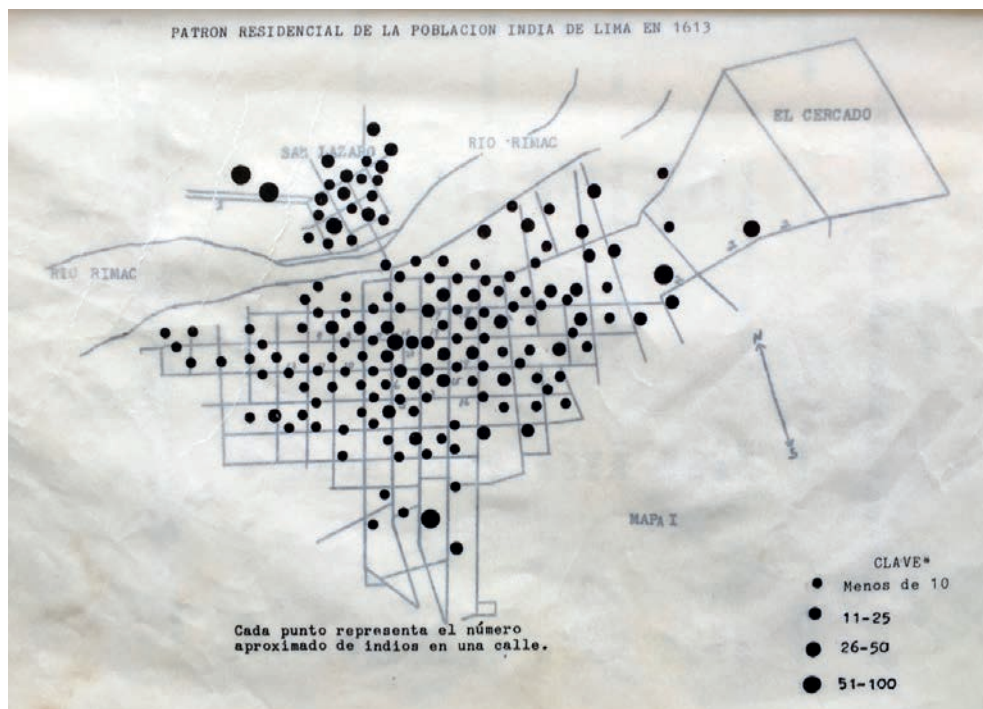 PATRON RESIDENCIAL DE LA POBLACION INDIA DE LIMA EN 1613
EL CERCADO
SAN LAZARO
RIO RIMAC
RIO RIMAC
N
S
MAPA I
CLAVE*
Menos de 10
11-25
26-50
51-100
Cada punto representa el número
aproximado de indios en una calle.